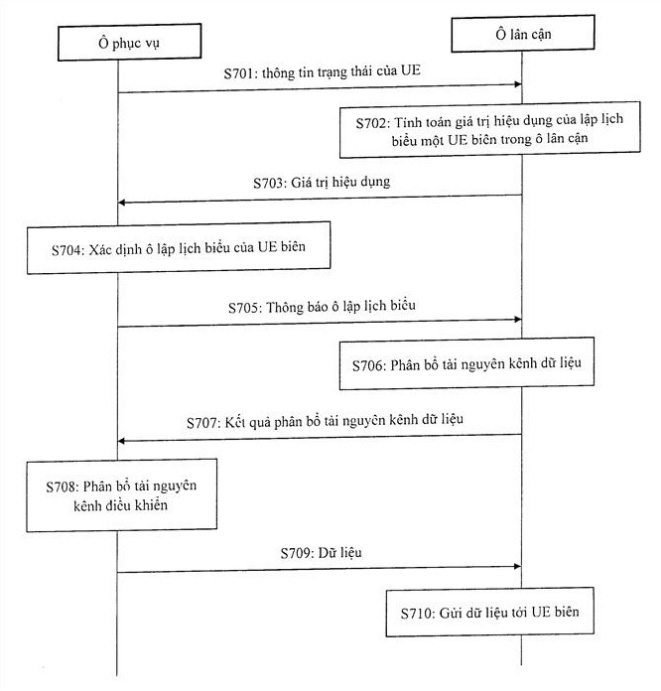 Ô phục vụ
Ô lân cận
S701: thông tin trạng thái của UE
S702: Tính toán giá trị hiệu dụng của lập lịch
biểu một UE biên trong ô lân cận
S703: Giá trị hiệu dụng
S704: Xác định ô lập lịch biểu của UE biên
S705: Thông báo ô lập lịch biểu
S706: Phân bổ tài nguyên kênh dữ liệu
S707: Kết quả phân bổ tài nguyên kênh dữ liệu
S708: Phân bổ tài nguyên
kênh điều khiển
S709: Dữ liệu
S710: Gửi dữ liệu tới UE biên